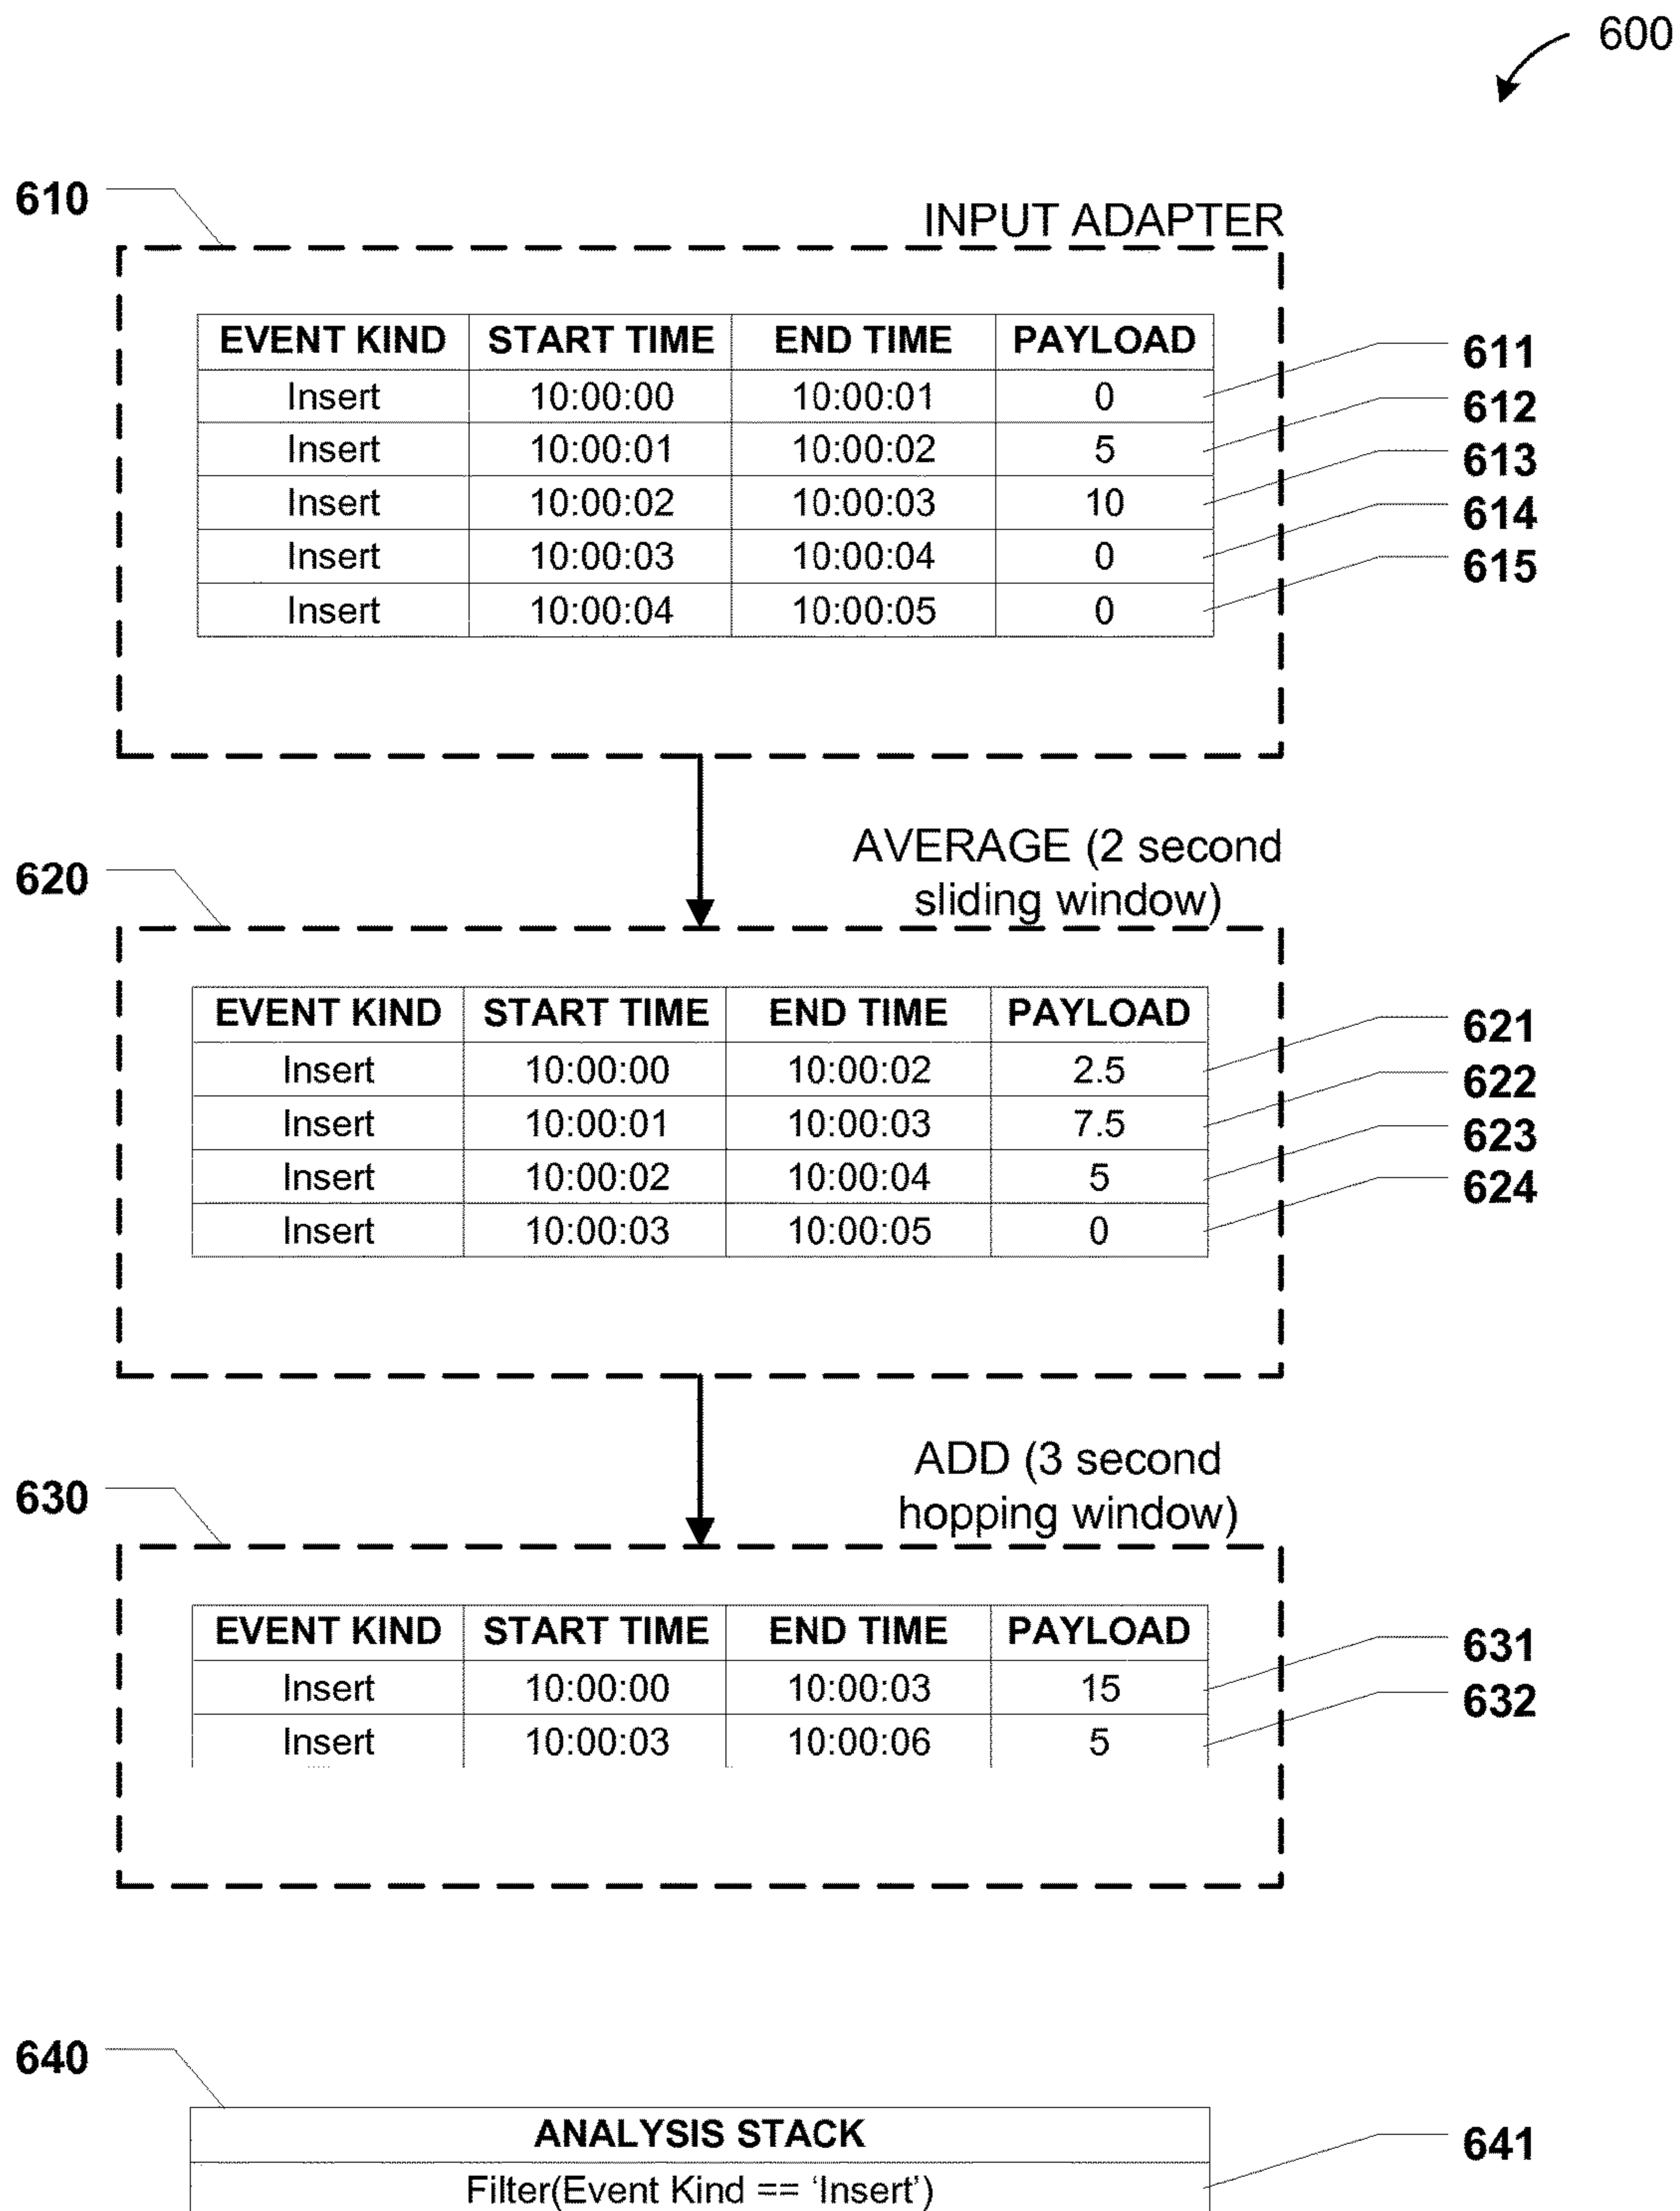 600
610
INPUT ADAPTER
EVENT KIND START TIME END TIME PAYLOAD
Insert 10:00:00 10:00:01 0 611
Insert 10:00:01 10:00:02 5 612
Insert 10:00:02 10:00:03 10 613
Insert 10:00:03 10:00:04 0 614
Insert 10:00:04 10:00:05 0 615
AVERAGE (2 second
sliding window)
620
EVENT KIND START TIME END TIME PAYLOAD
Insert 10:00:00 10:00:02 2.5 621
Insert 10:00:01 10:00:03 7.5 622
Insert 10:00:02 10:00:04 5 623
Insert 10:00:03 10:00:05 0 624
ADD (3 second
hopping window)
630
EVENT KIND START TIME END TIME PAYLOAD
Insert 10:00:00 10:00:03 15 631
Insert 10:00:03 10:00:06 5 632
640
ANALYSIS STACK
641
Filter(Event Kind == ‘Insert’)